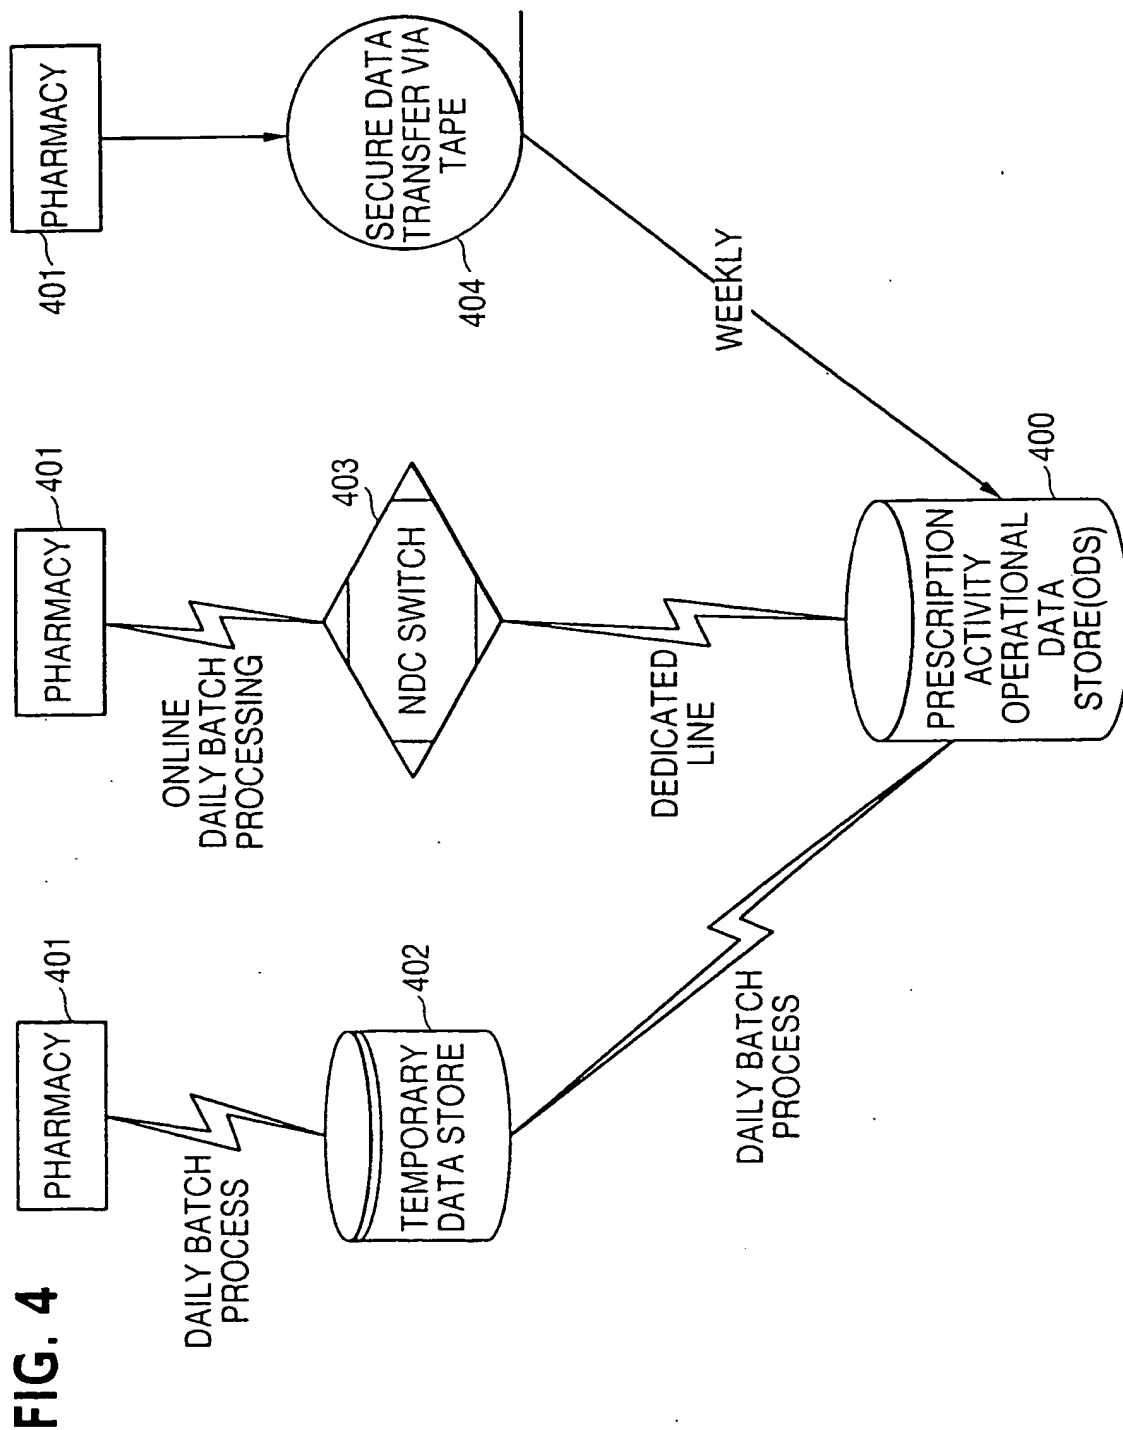 FIG. 4
PHARMACY
401
PHARMACY
401
401
PHARMACY
DAILY BATCH
PROCESS
ONLINE
DAILY BATCH
PROCESSING
TEMPORARY
DATA STORE
402
NDC SWITCH
403
SECURE DATA
TRANSFER VIA
TAPE
404
DAILY BATCH
PROCESS
DEDICATED
LINE
WEEKLY
PRESCRIPTION
ACTIVITY
OPERATIONAL
DATA
STORE(ODS)
400